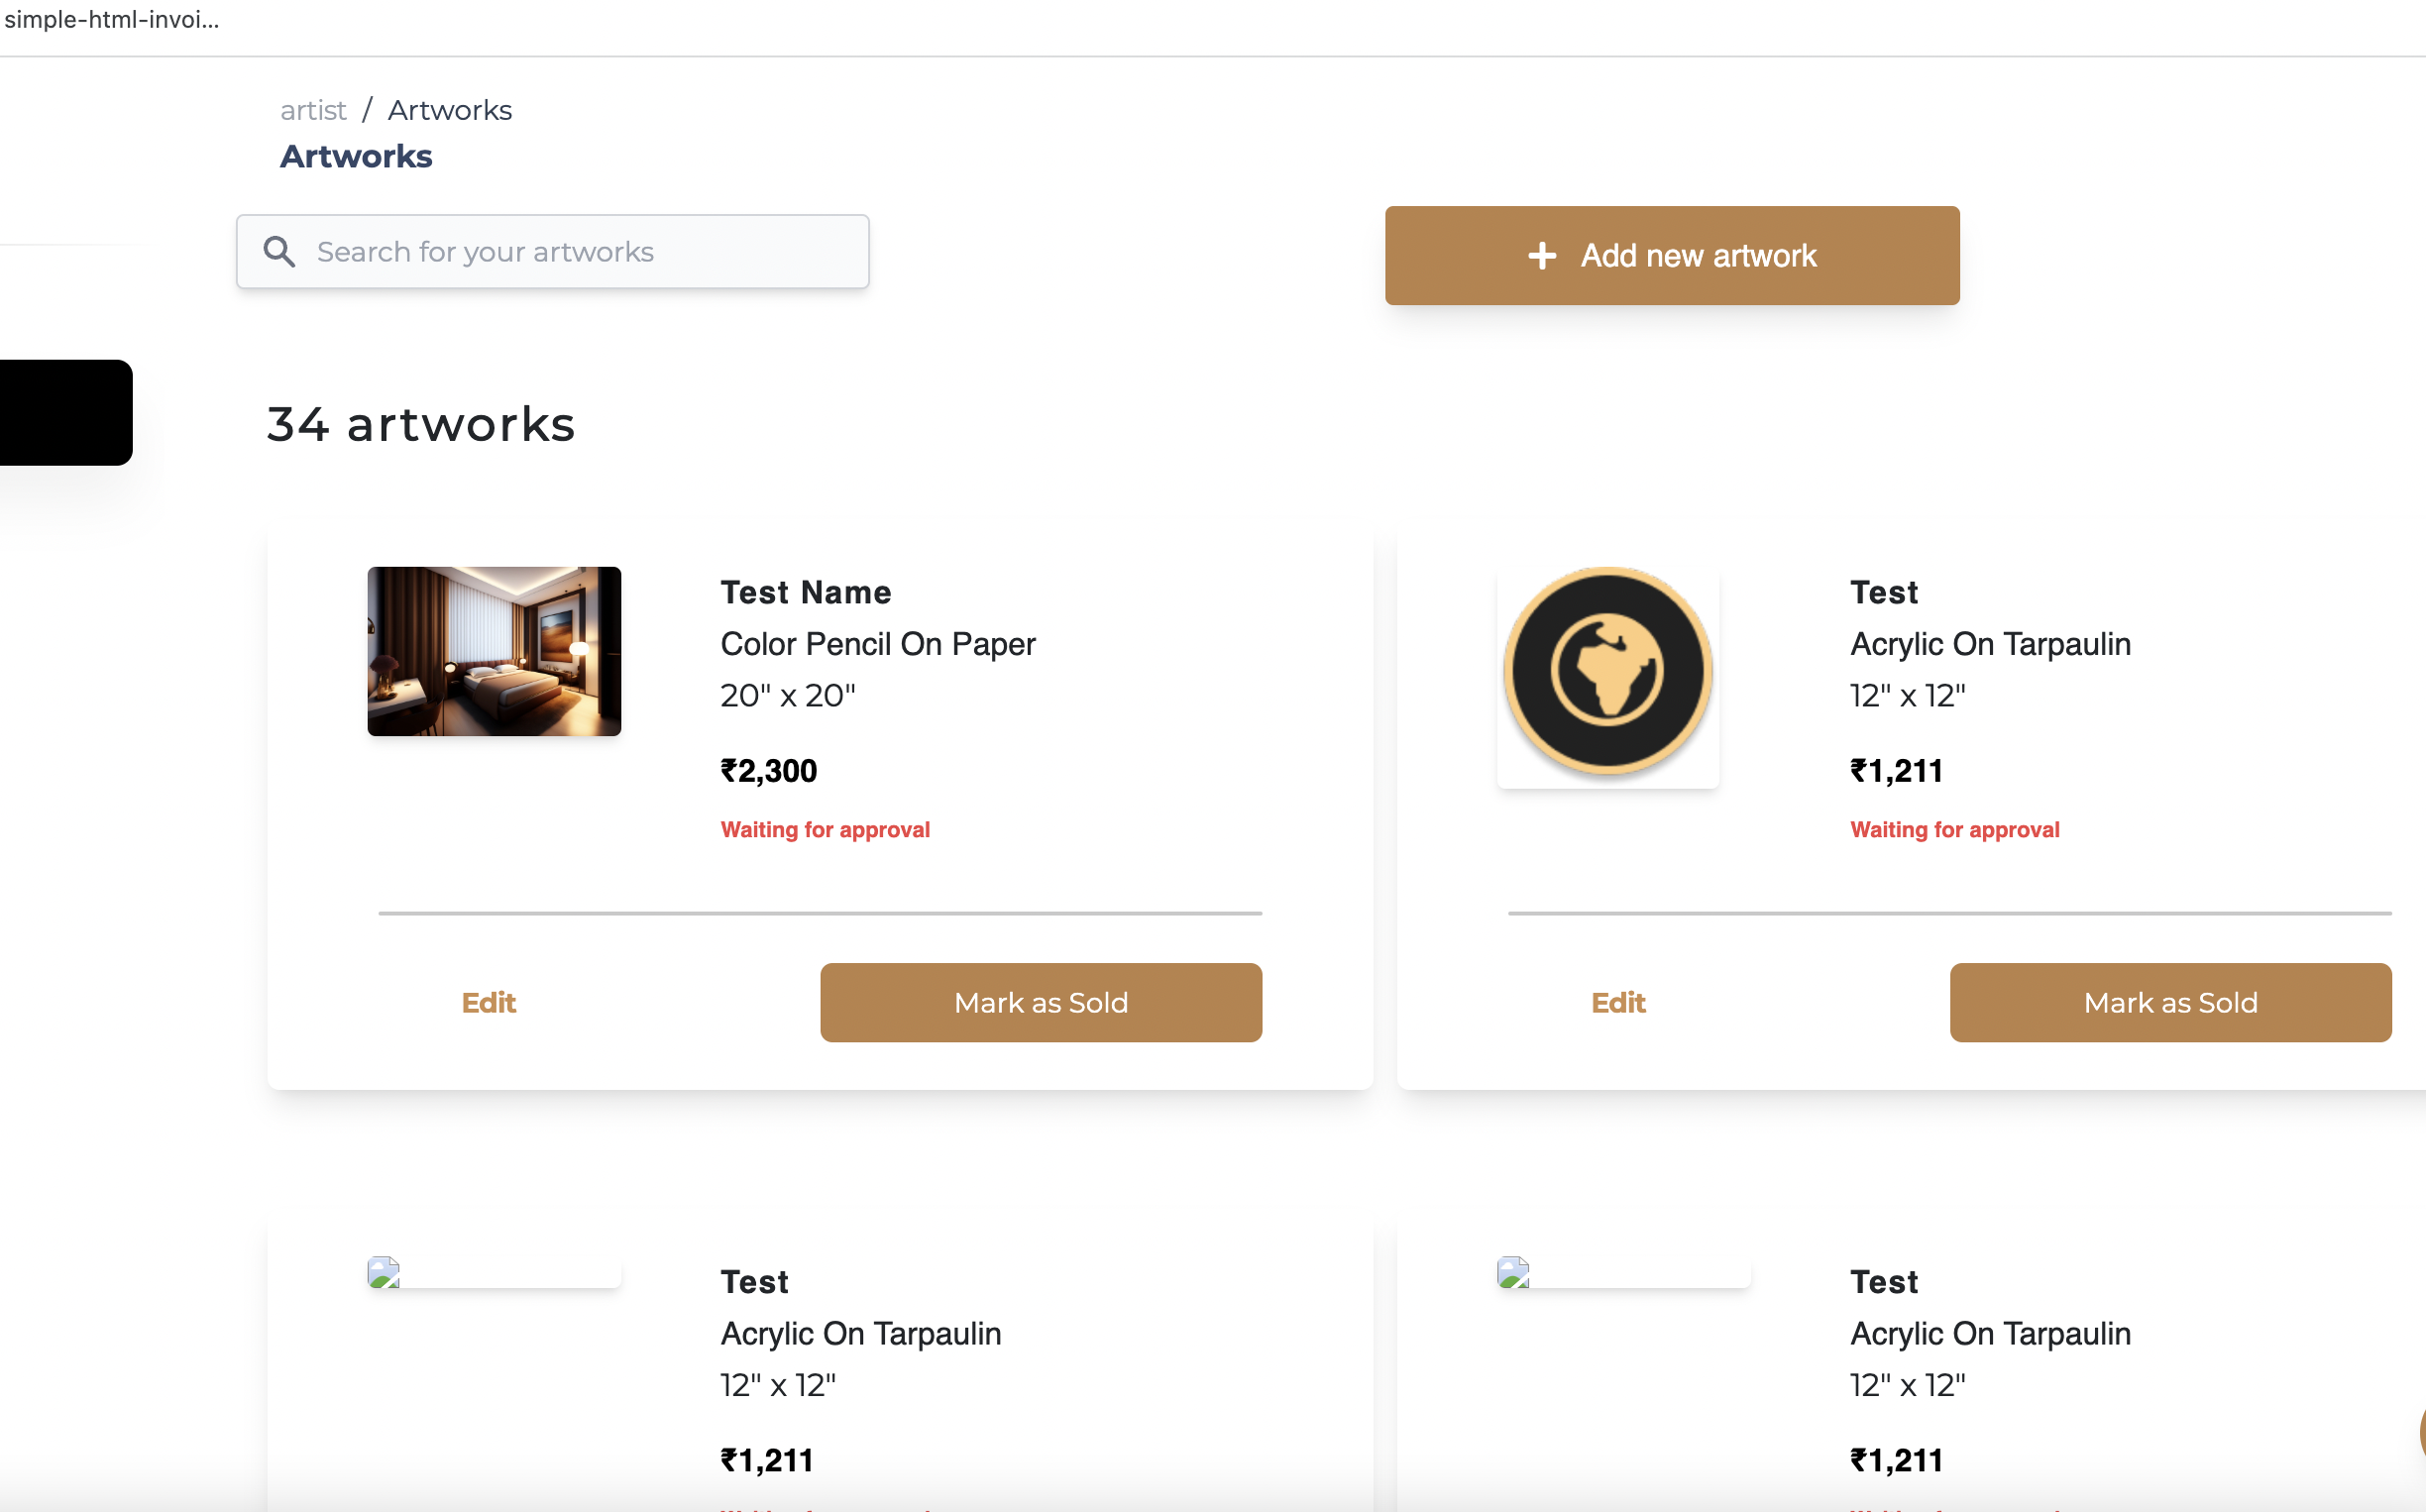 simple-html-invoi...
artist / Artworks
Artworks
Search for your artworks
Add new artwork
34 artworks
Test Name
Color Pencil On Paper
20" x 20"
₹2,300
Waiting for approval
Edit
Mark as Sold
Test
Acrylic On Tarpaulin
12" x 12"
₹1,211
Waiting for approval
Edit
Mark as Sold
Test
Acrylic On Tarpaulin
12" x 12"
₹1,211
Test
Acrylic On Tarpaulin
12" x 12"
₹1,211